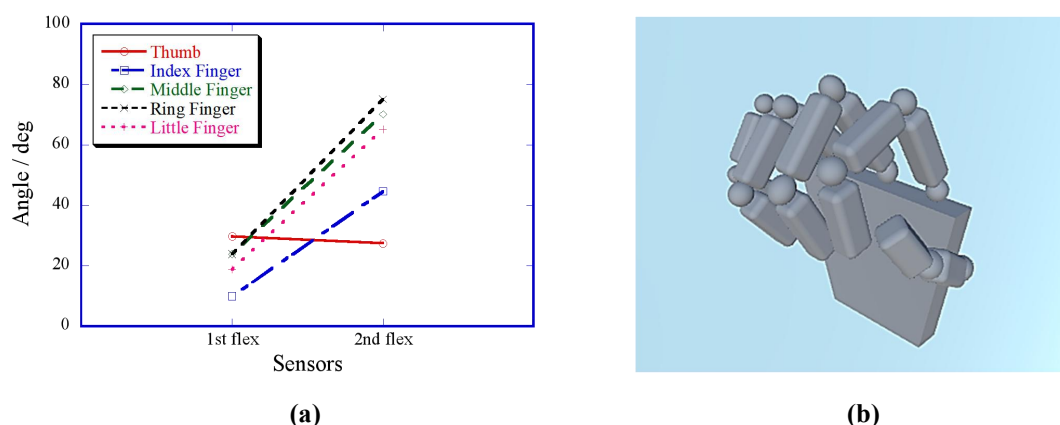 100
80
60
40
20
0
Angle / deg
Thumb
Index Finger
Middle Finger
Ring Finger
Little Finger
1st flex
2nd flex
Sensors
(a)
(b)